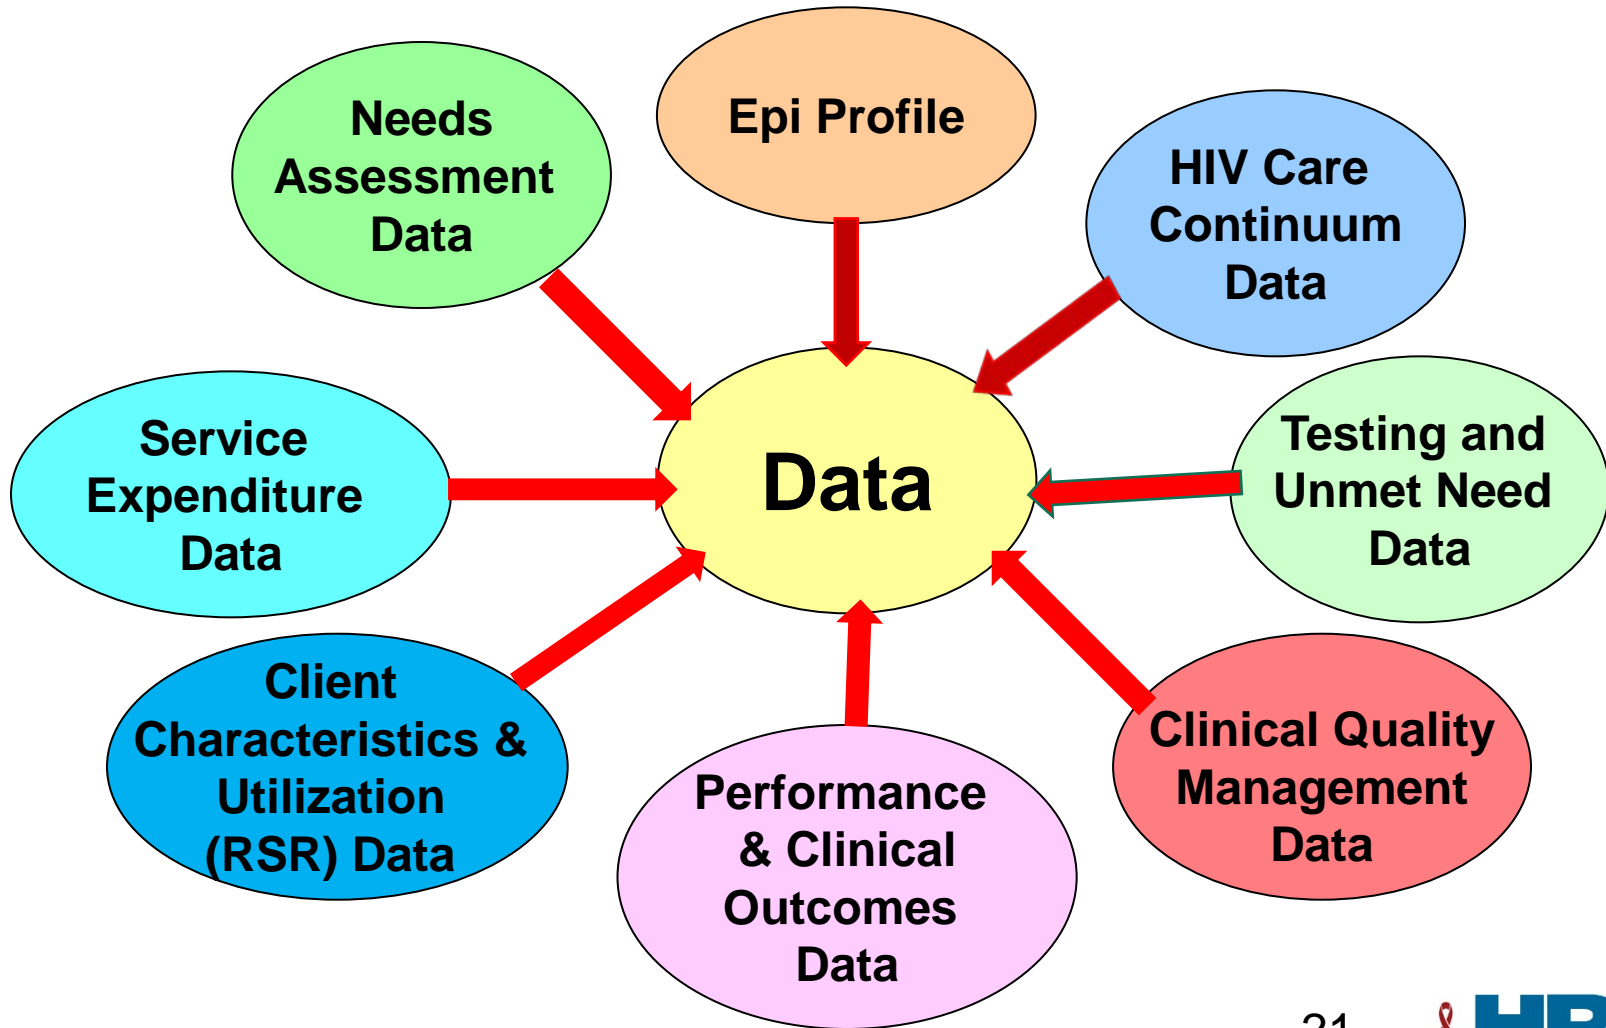 Needs
Assessment
Data
Epi Profile
HIV Care
Continuum
Data
Service
Expenditure
Data
Data
Testing and
Unmet Need
Data
Client
Characteristics &
Utilization
(RSR) Data
Performance
& Clinical
Outcomes
Data
Clinical Quality
Management
Data